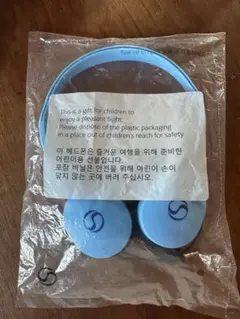 This is a gift for children to
enjoy a pleasant flight.
Please dispose of the plastic packaging
in a place out of children's reach for safety.
이 헤드폰은 즐거운 여행을 위해 준비한
어린이용 선물입니다.
포장 비닐은 안전을 위해 어린이 손이
닿지 않는 곳에 버려 주십시오.